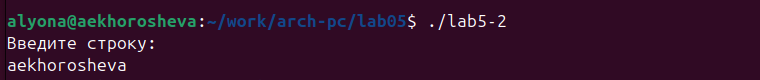 alyona@aekhorosheva:~/work/arch-pc/lab05$ ./lab5-2
Введите строку:
aekhorosheva